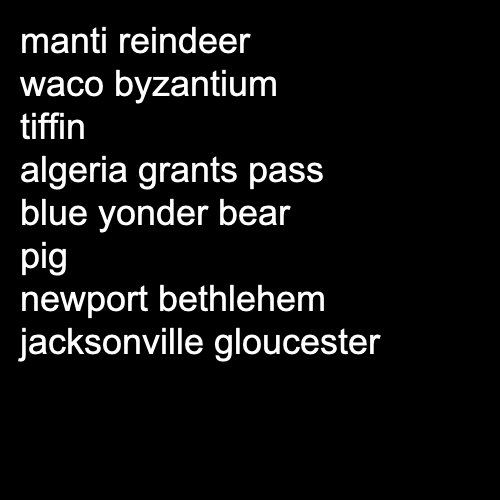 manti reindeer
waco byzantium
tiffin
algeria grants pass
blue yonder bear
pig
newport bethlehem
jacksonville gloucester